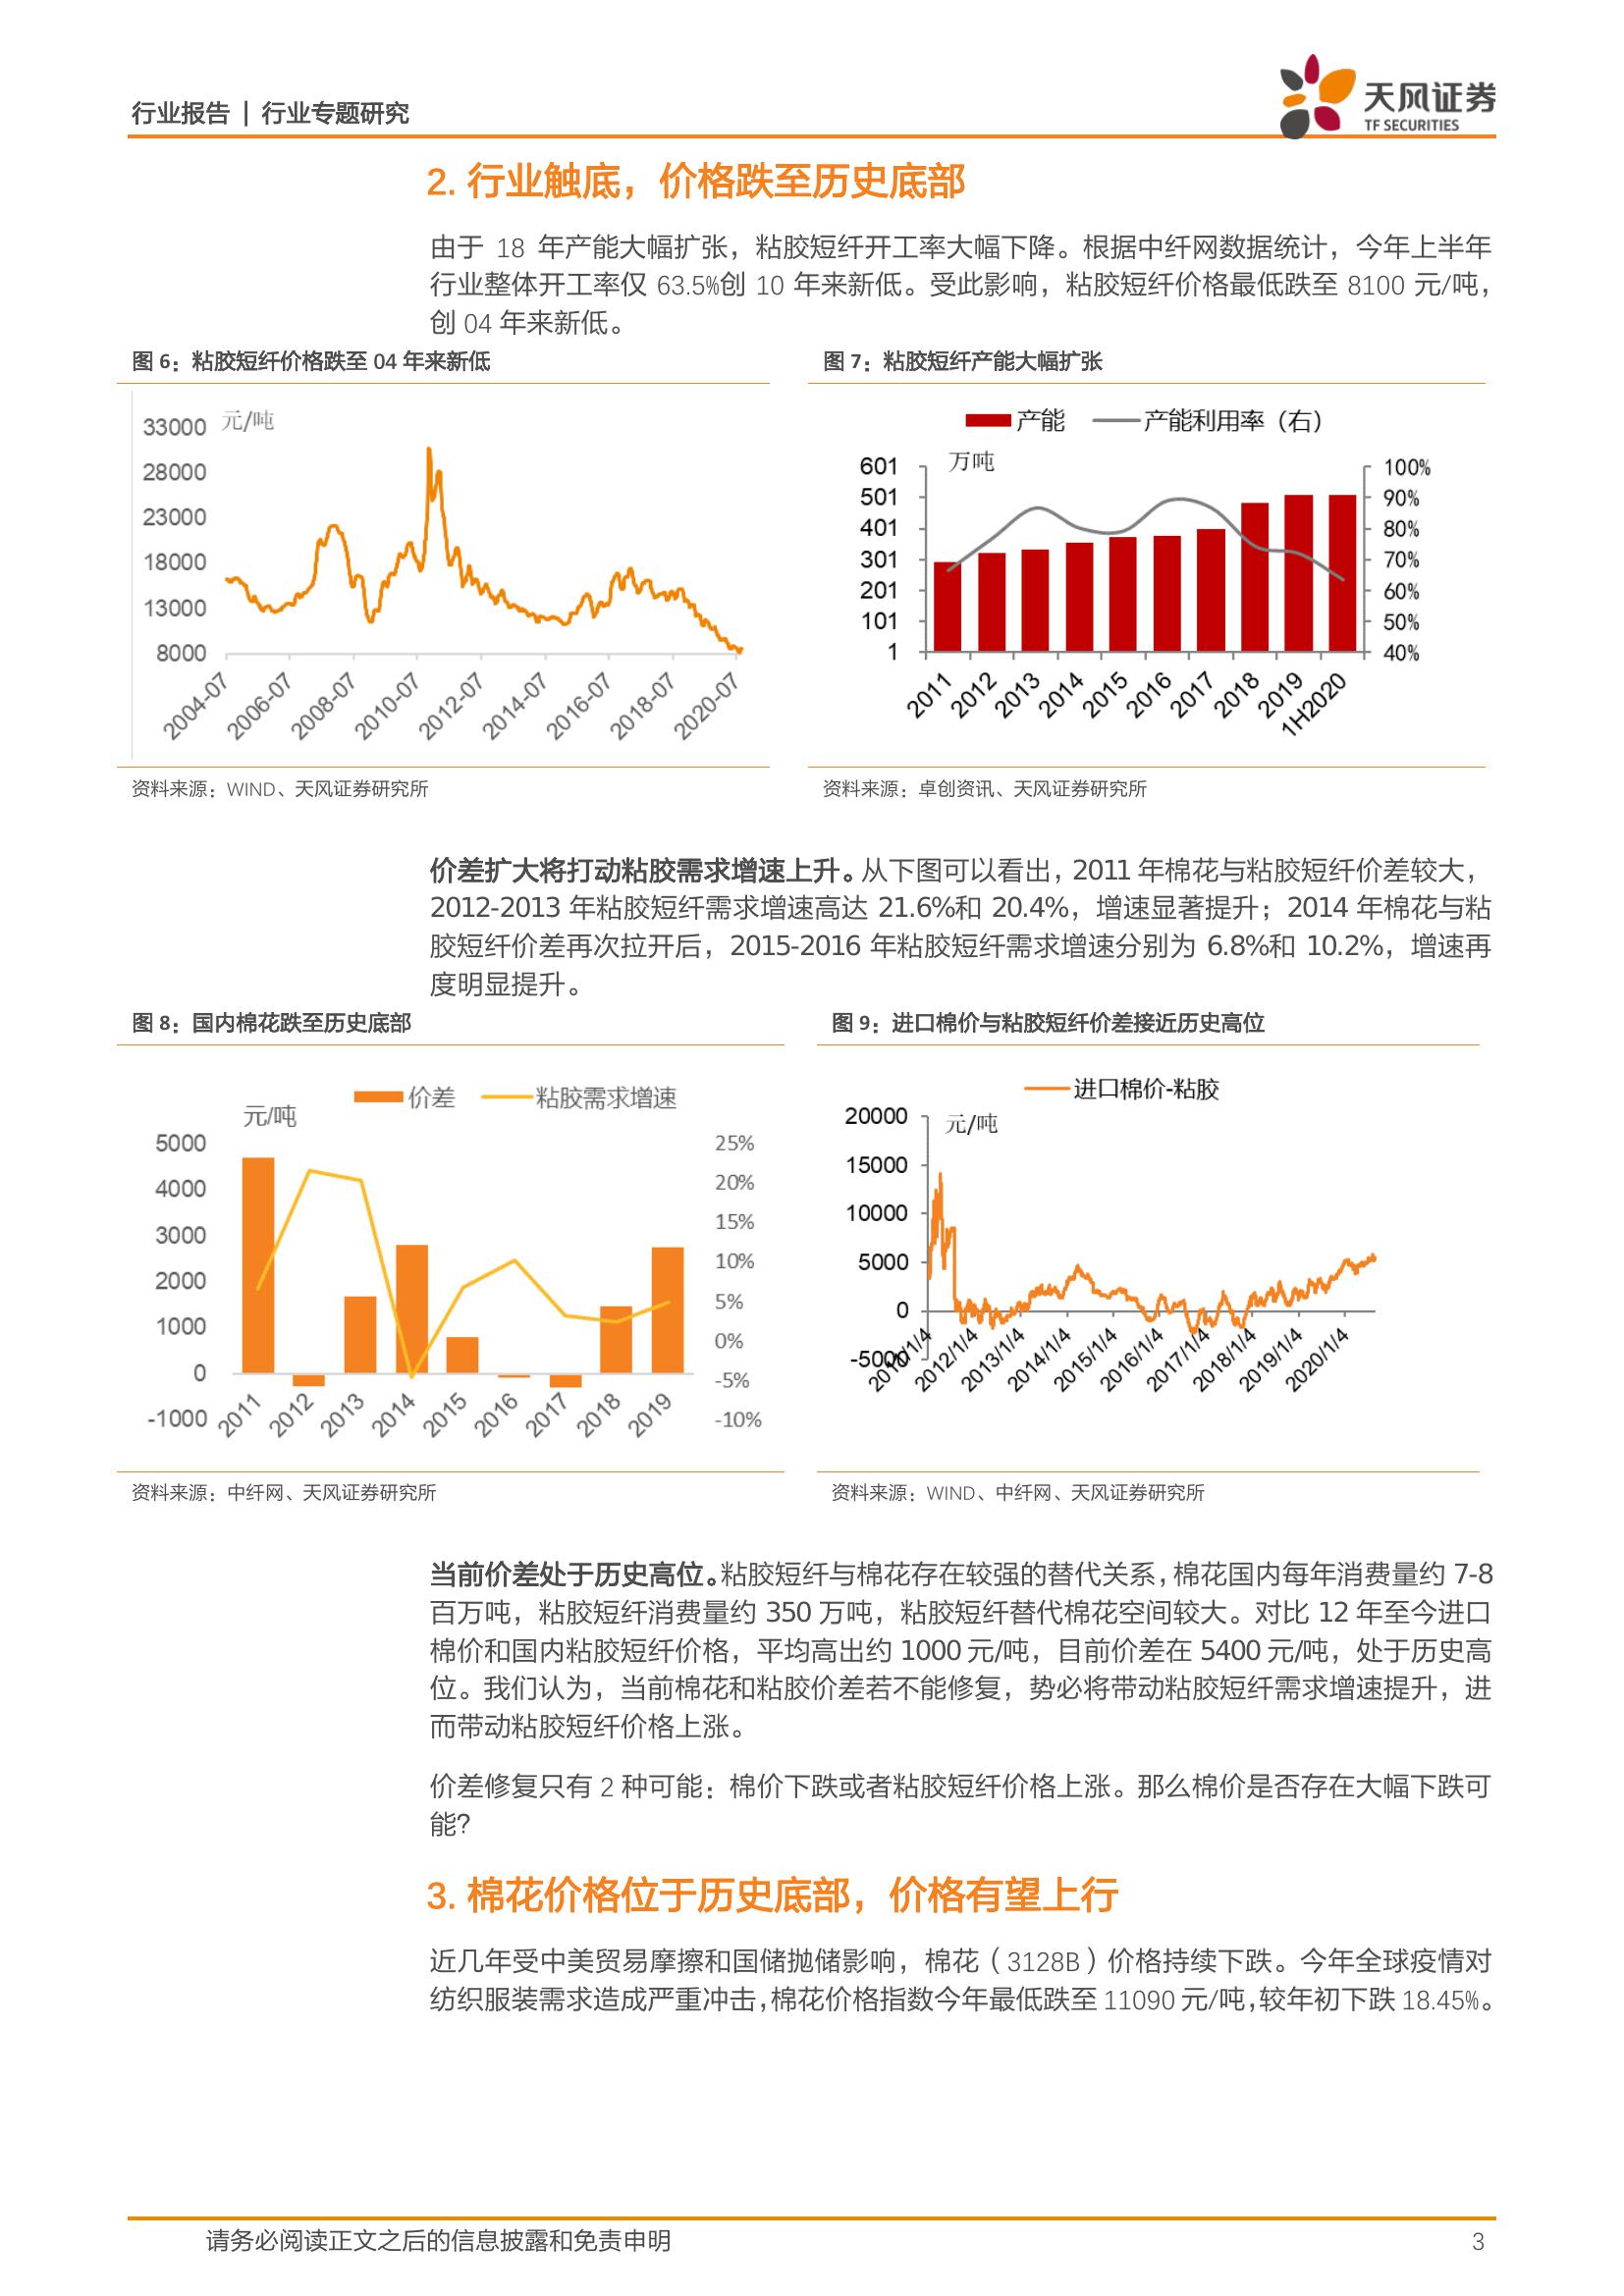 行业报告 | 行业专题研究
天风证券
TF SECURITIES
2. 行业触底，价格跌至历史底部
由于 18 年产能大幅扩张，粘胶短纤开工率大幅下降。根据中纤网数据统计，今年上半年
行业整体开工率仅 63.5%创 10 年来新低。受此影响，粘胶短纤价格最低跌至 8100 元/吨，
创 04 年来新低。
图 6：粘胶短纤价格跌至 04 年来新低
元/吨
33000
28000
23000
18000
13000
8000
2004-07
2006-07
2008-07
2010-07
2012-07
2014-07
2016-07
2018-07
2020-07
资料来源：WIND、天风证券研究所
图 7：粘胶短纤产能大幅扩张
产能
产能利用率（右）
万吨
601
501
401
301
201
101
1
100%
90%
80%
70%
60%
50%
40%
2011
2012
2013
2014
2015
2016
2017
2018
2019
1H2020
资料来源：卓创资讯、天风证券研究所
价差扩大将打动粘胶需求增速上升。从下图可以看出，2011 年棉花与粘胶短纤价差较大，
2012-2013 年粘胶短纤需求增速高达 21.6%和 20.4%，增速显著提升；2014 年棉花与粘
胶短纤价差再次拉开后，2015-2016 年粘胶短纤需求增速分别为 6.8%和 10.2%，增速再
度明显提升。
图 8：国内棉花跌至历史底部
价差
粘胶需求增速
元/吨
5000
4000
3000
2000
1000
0
-1000
25%
20%
15%
10%
5%
0%
-5%
-10%
2011
2012
2013
2014
2015
2016
2017
2018
2019
资料来源：中纤网、天风证券研究所
图 9：进口棉价与粘胶短纤价差接近历史高位
进口棉价-粘胶
元/吨
20000
15000
10000
5000
0
-5000
2010/1/4
2012/1/4
2013/1/4
2014/1/4
2015/1/4
2016/1/4
2017/1/4
2018/1/4
2019/1/4
2020/1/4
资料来源：WIND、中纤网、天风证券研究所
当前价差处于历史高位。粘胶短纤与棉花存在较强的替代关系，棉花国内每年消费量约 7-8
百万吨，粘胶短纤消费量约 350 万吨，粘胶短纤替代棉花空间较大。对比 12 年至今进口
棉价和国内粘胶短纤价格，平均高出约 1000 元/吨，目前价差在 5400 元/吨，处于历史高
位。我们认为，当前棉花和粘胶价差若不能修复，势必将带动粘胶短纤需求增速提升，进
而带动粘胶短纤价格上涨。
价差修复只有 2 种可能：棉价下跌或者粘胶短纤价格上涨。那么棉价是否存在大幅下跌可
能？
3. 棉花价格位于历史底部，价格有望上行
近几年受中美贸易摩擦和国储抛储影响，棉花（3128B）价格持续下跌。今年全球疫情对
纺织服装需求造成严重冲击，棉花价格指数今年最低跌至 11090 元/吨，较年初下跌 18.45%。
请务必阅读正文之后的信息披露和免责申明
3